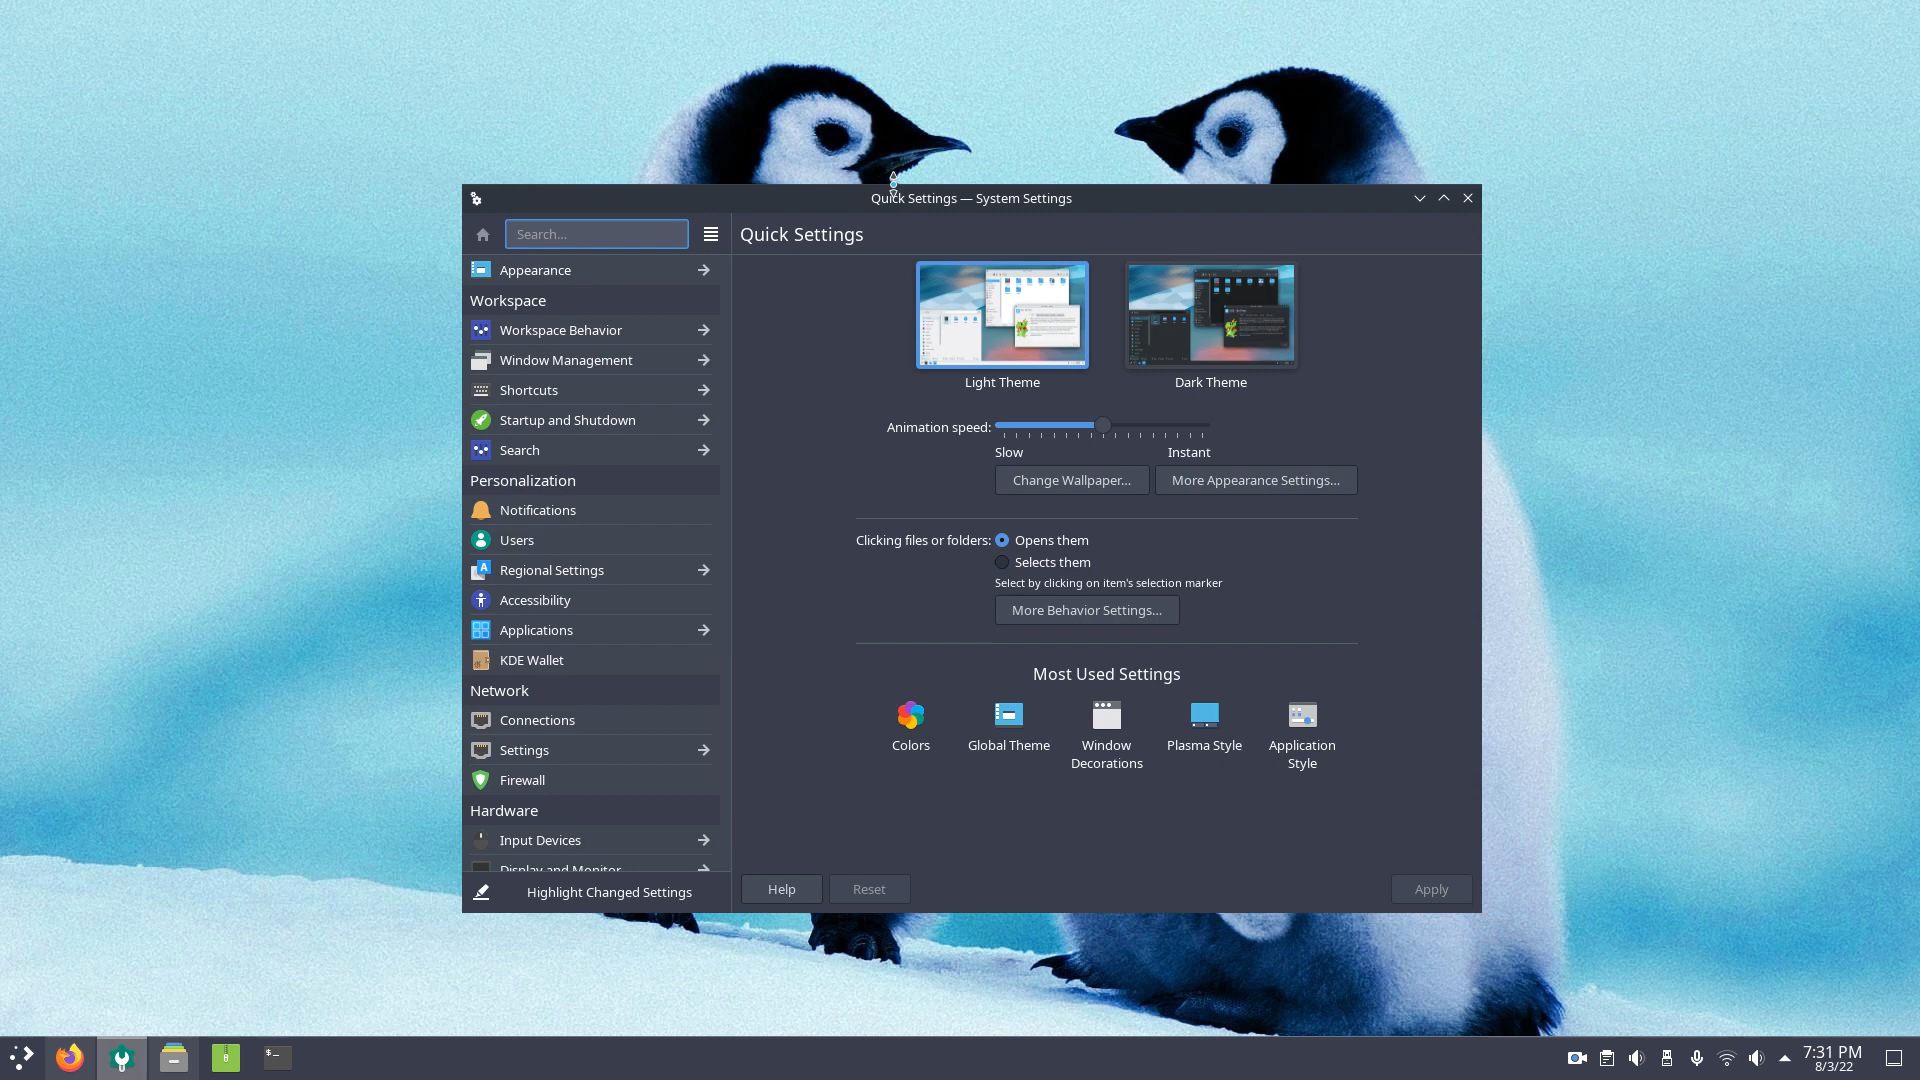 Quick Settings — System Settings
Search...
Quick Settings
Appearance
Workspace
Workspace Behavior
Window Management
Shortcuts
Startup and Shutdown
Search
Personalization
Notifications
Users
Regional Settings
Accessibility
Applications
KDE Wallet
Network
Connections
Settings
Firewall
Hardware
Input Devices
Display and Monitor
Highlight Changed Settings
Light Theme
Dark Theme
Animation speed:
Slow
Instant
Change Wallpaper...
More Appearance Settings...
Clicking files or folders:
Opens them
Selects them
Select by clicking on item's selection marker
More Behavior Settings...
Most Used Settings
Colors
Global Theme
Window
Decorations
Plasma Style
Application
Style
Help
Reset
Apply
7:31 PM
8/3/22